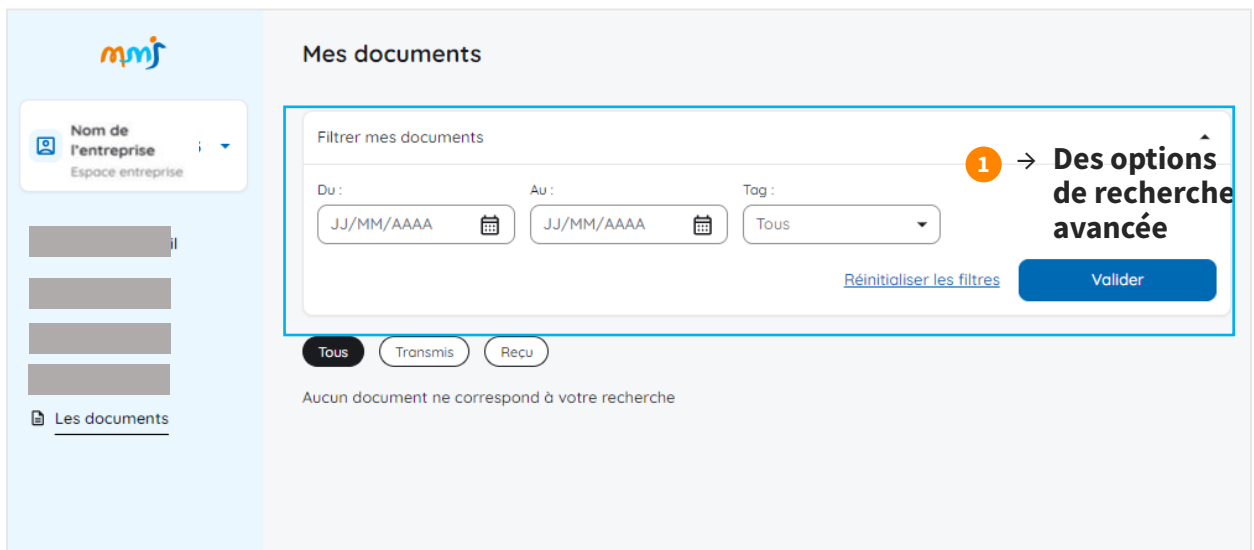 mmj
Mes documents
Nom de
l'entreprise
Espace entreprise
Filtrer mes documents
1 → Des options
de recherche
avancée
Du :
Au :
Tag :
JJ/MM/AAAA
JJ/MM/AAAA
Tous
Réinitialiser les filtres
Valider
Tous
Transmis
Reçu
Aucun document ne correspond à votre recherche
Les documents